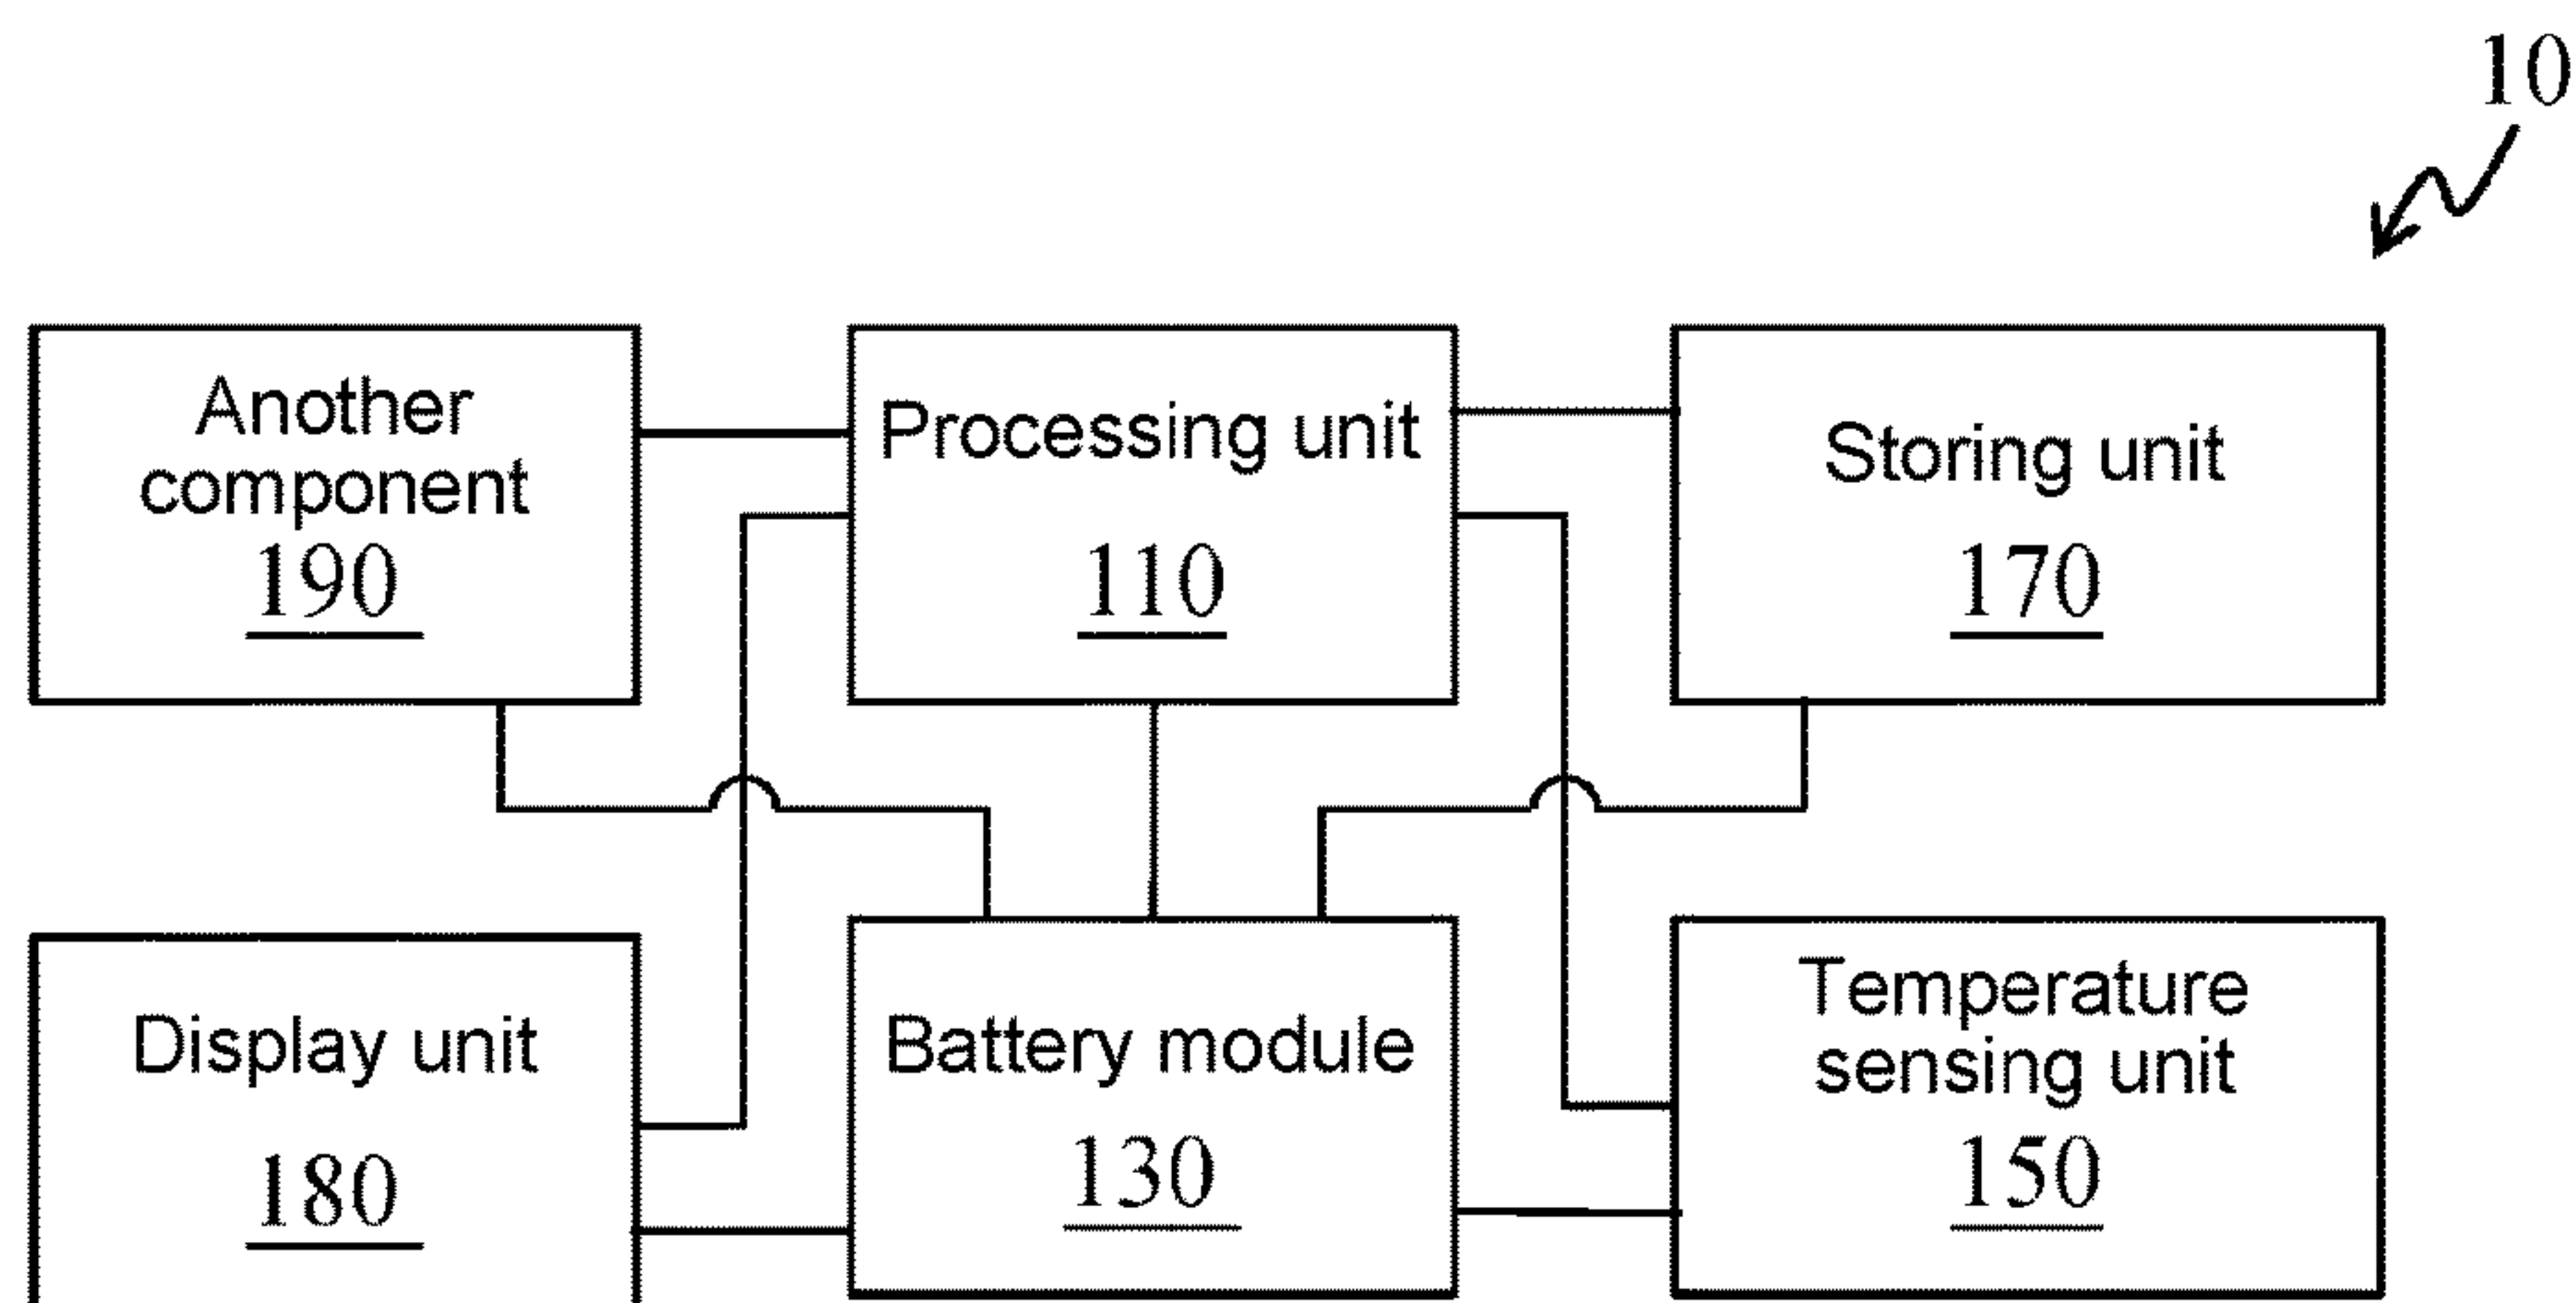 10
Another
component
190
Processing unit
110
Storing unit
170
Display unit
180
Battery module
130
Temperature
sensing unit
150